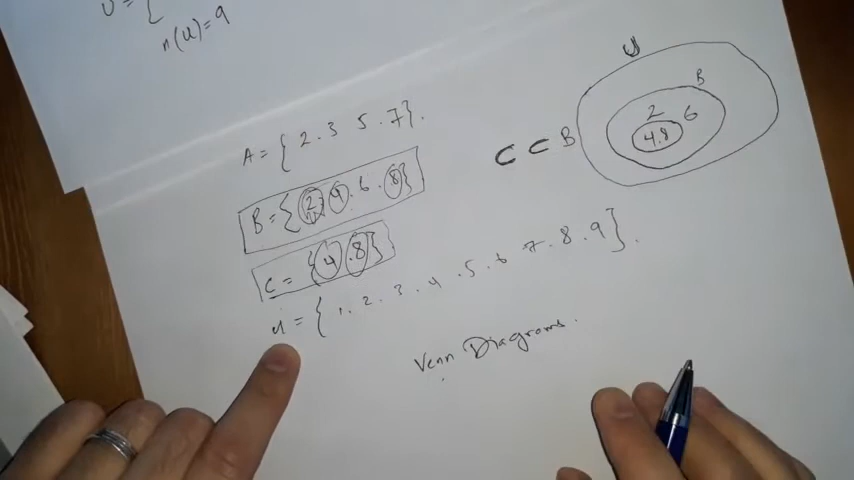 U = {
n(U) = 9
A = { 2 . 3 5 . 7 } .
B = { 2 , 4 . 6 . 8 }
C = { 4 . 8 }
U = { 1 . 2 . 3 . 4 . 5 . 6 7 . 8 . 9 } .
Venn Diagrams .
C ⊂ B
U
B
2 6
4.8